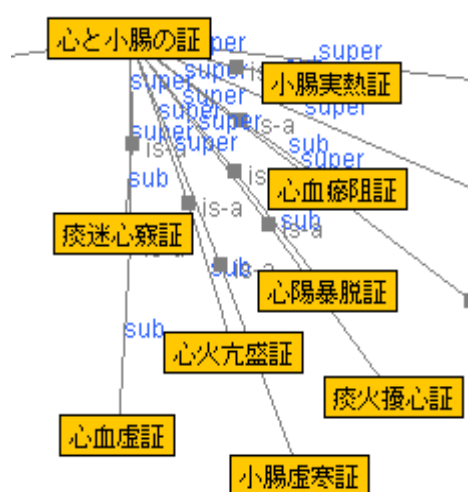 心と小腸の証
super
super
小腸実熱証
super
super
super
super
super
super
super
super
is-a
sub
心血瘀阻証
is-a
sub
is-a
sub
痰迷心竅証
心陽暴脱証
sub
is-a
sub
心火亢盛証
痰火擾心証
心血虚証
小腸虚寒証